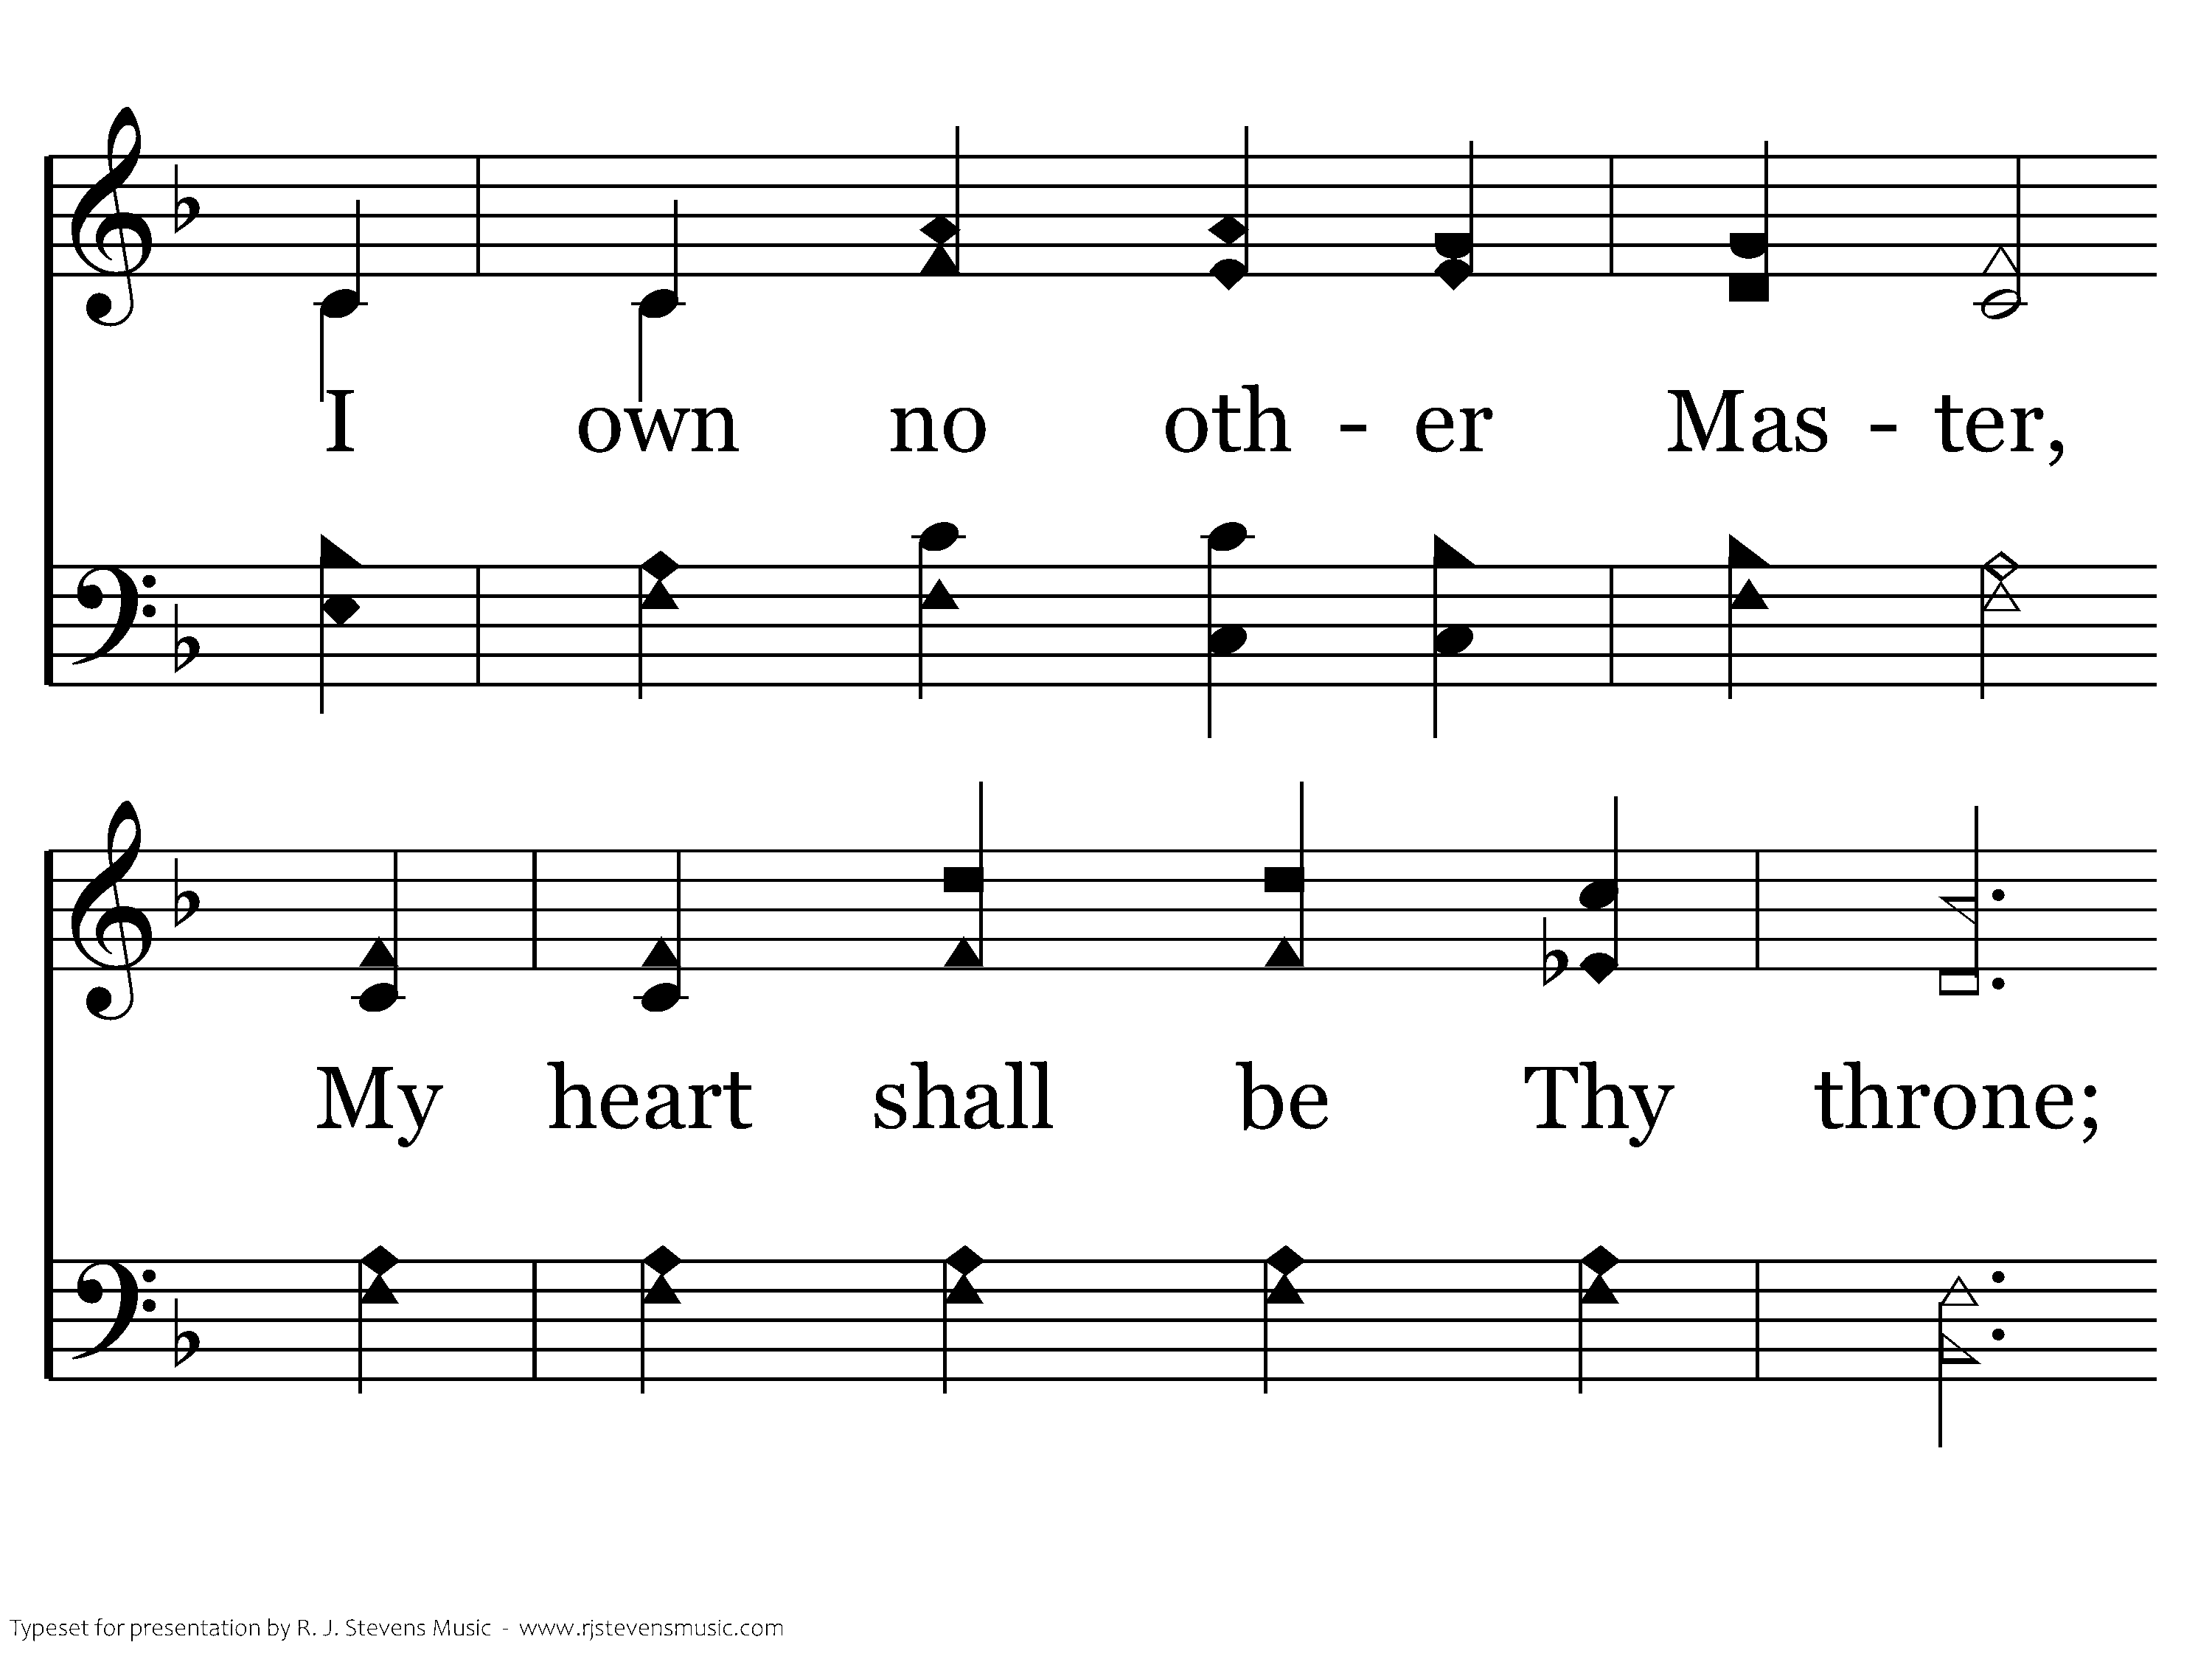 I own no oth - er Mas - ter,
My heart shall be Thy throne;
Typeset for presentation by R. J. Stevens Music - www.rjstevensmusic.com